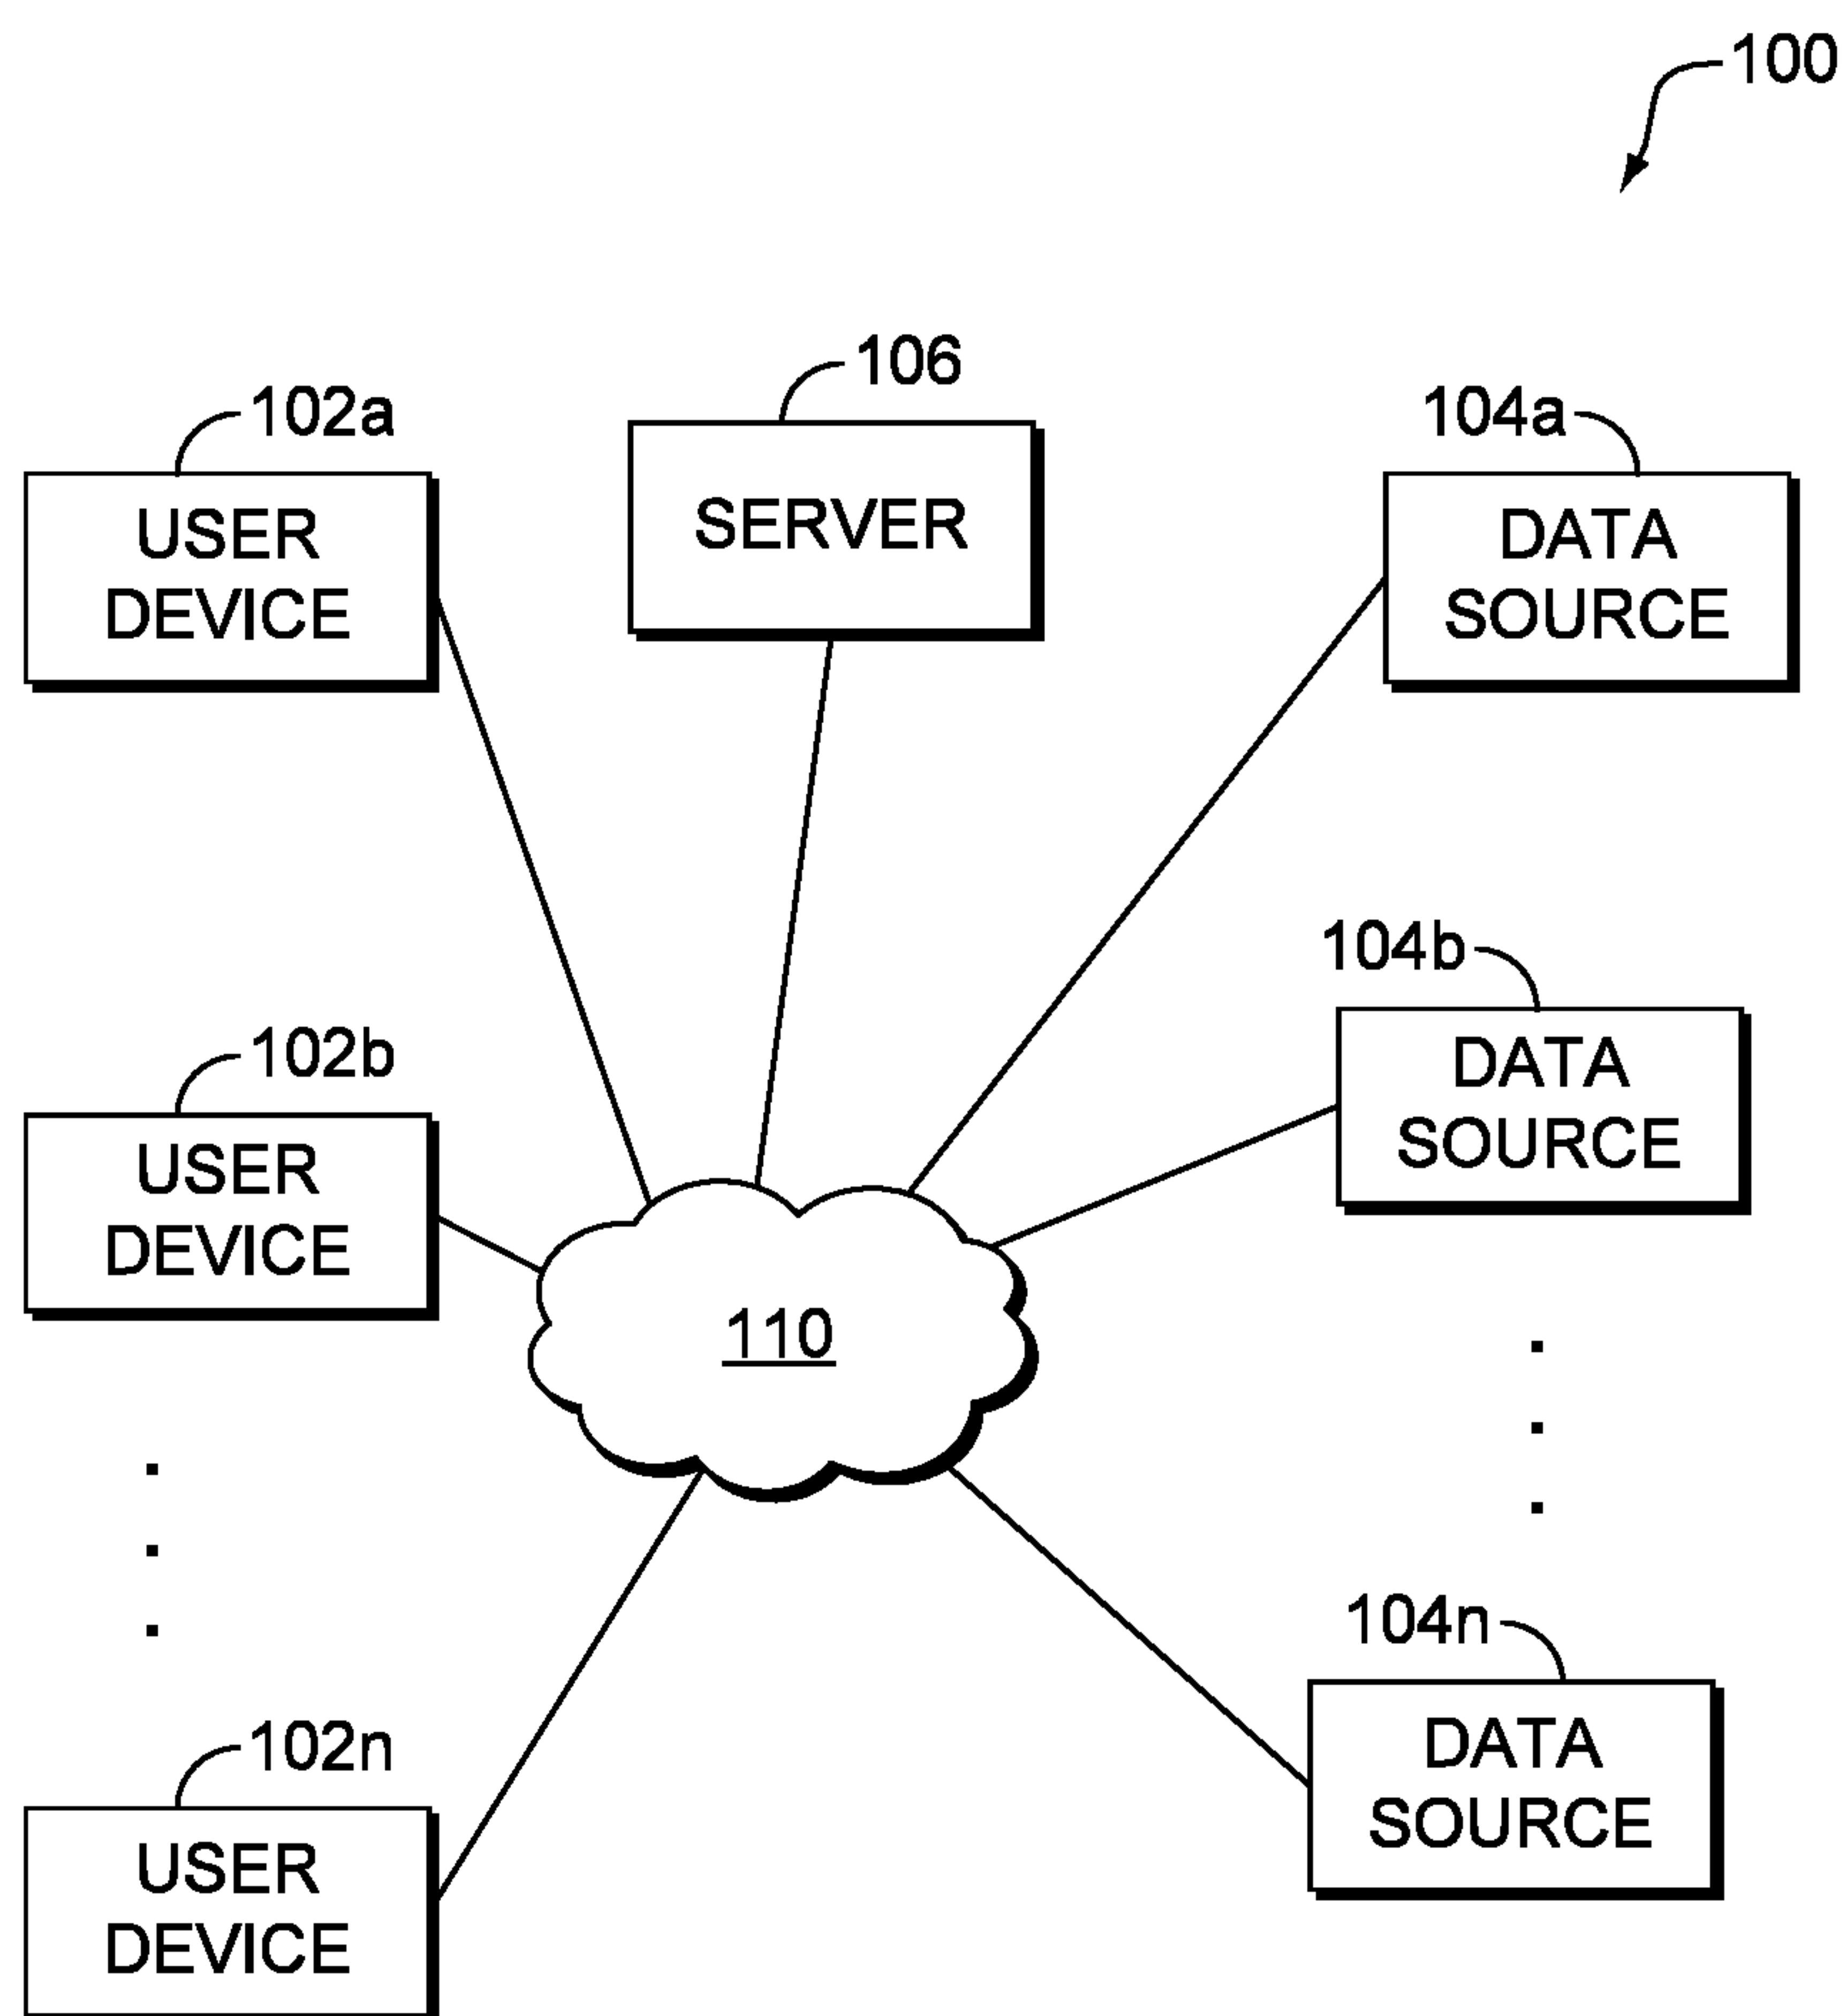 100
106
102a
104a
SERVER
USER
DEVICE
DATA
SOURCE
104b
102b
DATA
SOURCE
USER
DEVICE
110
104n
102n
DATA
SOURCE
USER
DEVICE